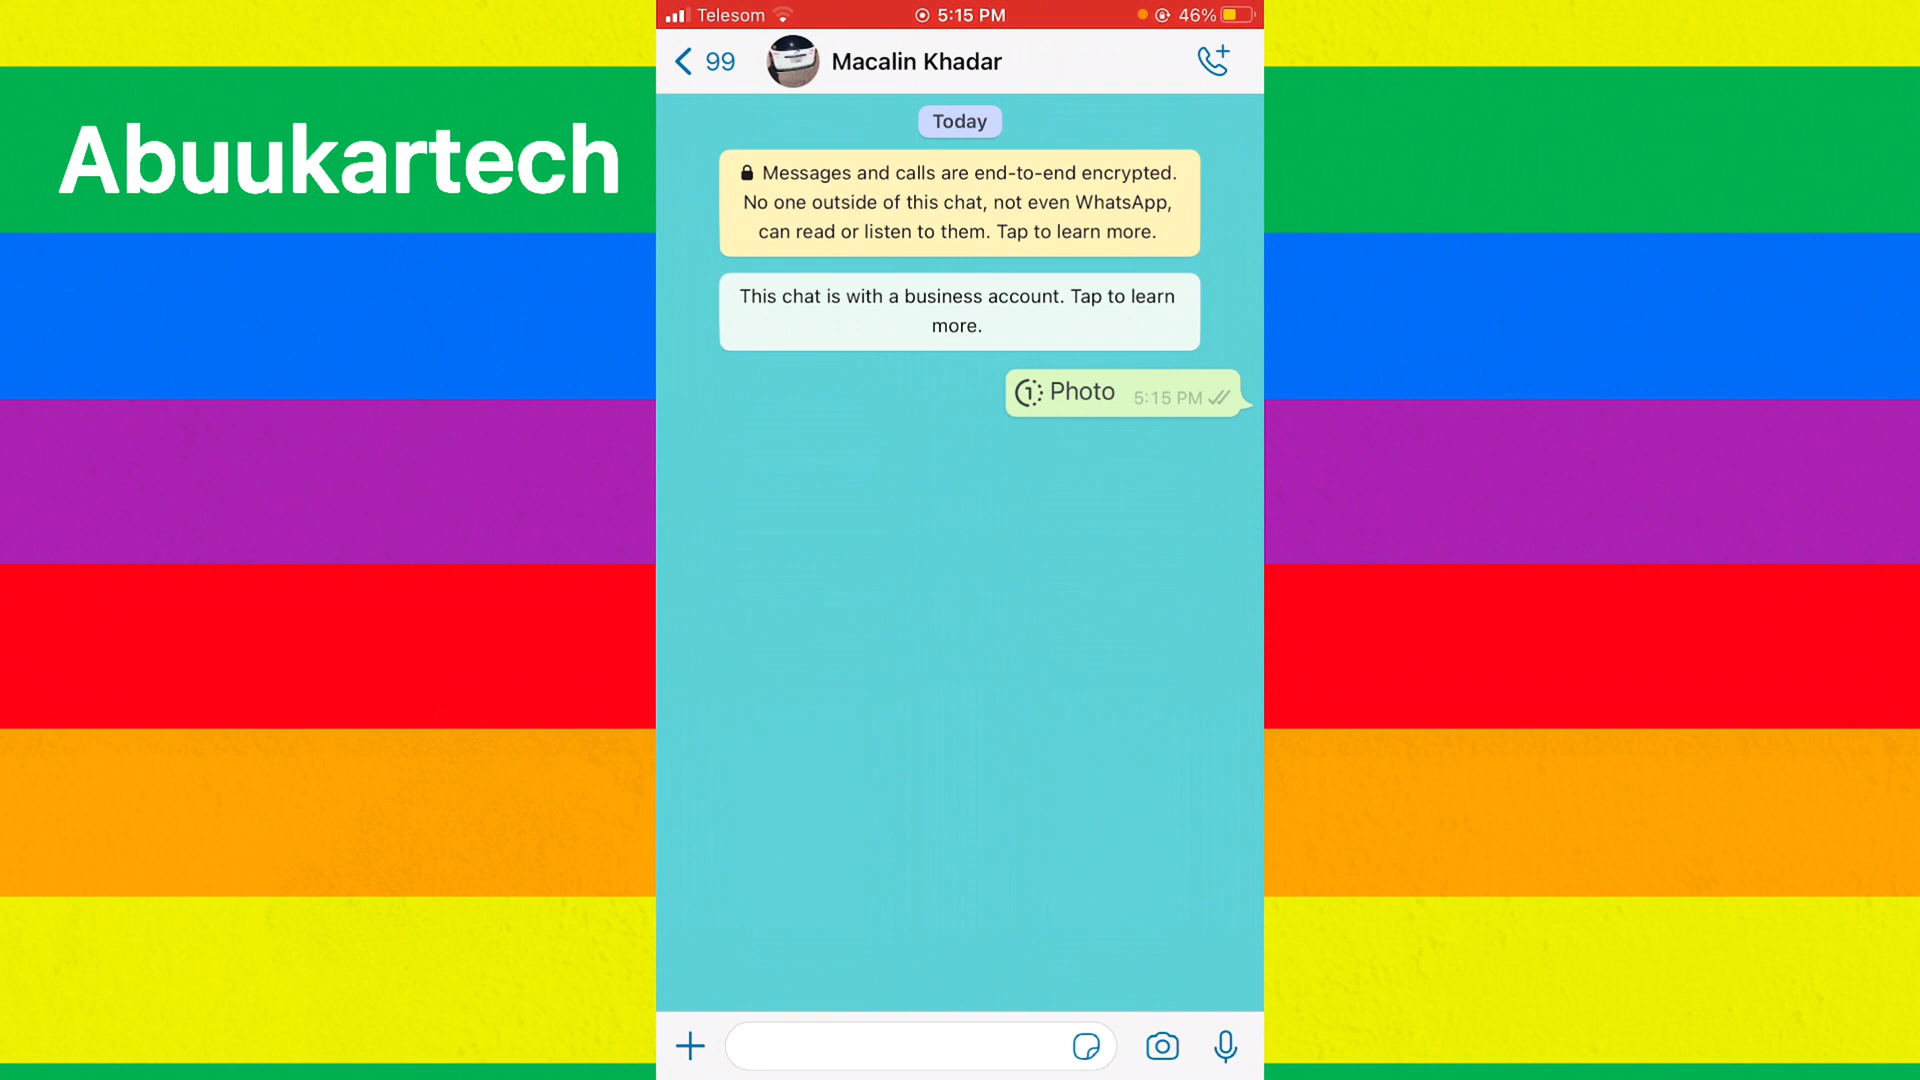 Telesom 5:15 PM 46%
99 Macalin Khadar
Abuukartech
Today
Messages and calls are end-to-end encrypted.
No one outside of this chat, not even WhatsApp,
can read or listen to them. Tap to learn more.
This chat is with a business account. Tap to learn
more.
1 Photo 5:15 PM